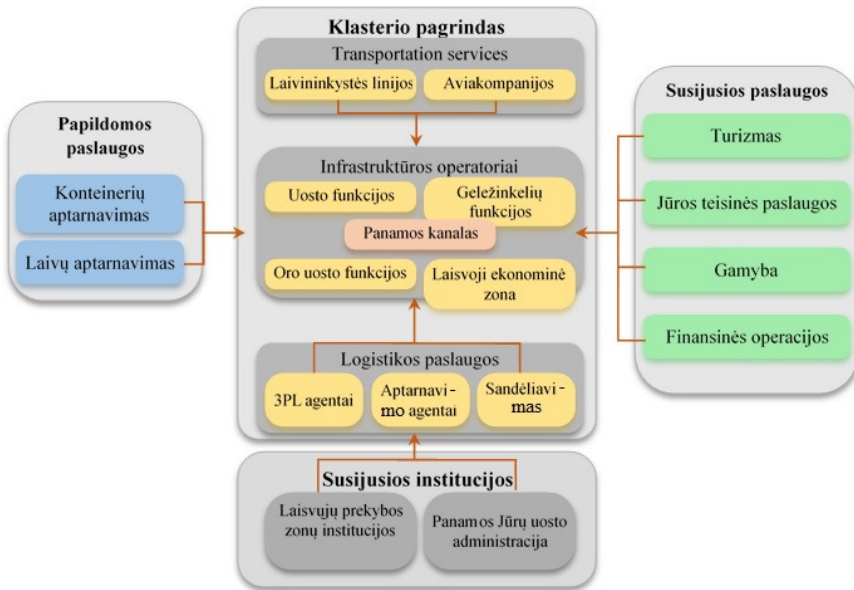 Klasterio pagrindas
Transportation services
Laivininkystės linijos
Aviakompanijos
Papildomos
paslaugos
Konteinerių
aptarnavimas
Laivų aptarnavimas
Infrastruktūros operatoriai
Uosto funkcijos
Geležinkelių
funkcijos
Panamos kanalas
Oro uosto funkcijos
Laisvoji ekonominė
zona
Logistikos paslaugos
3PL agentai
Aptarnavi-
mo agentai
Sandėliavi-
mas
Susijusios paslaugos
Turizmas
Jūros teisinės paslaugos
Gamyba
Finansinės operacijos
Susijusios institucijos
Laisvųjų prekybos
zonų institucijos
Panamos Jūrų uosto
administracija